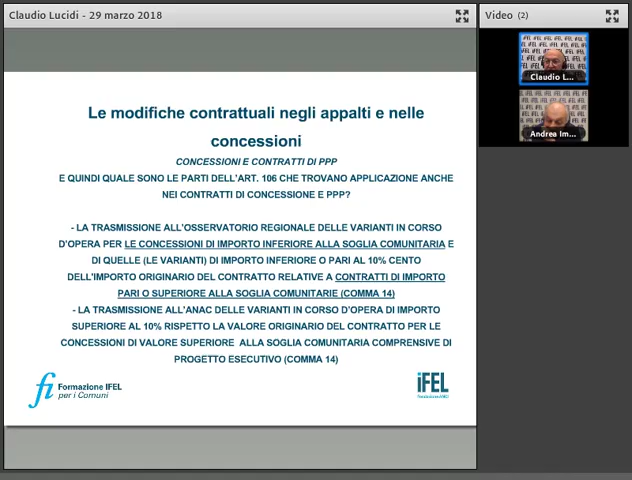 Claudio Lucidi - 29 marzo 2018
Video (2)
Claudio L...
Andrea Im...
Le modifiche contrattuali negli appalti e nelle
concessioni
CONCESSIONI E CONTRATTI DI PPP
E QUINDI QUALE SONO LE PARTI DELL'ART. 106 CHE TROVANO APPLICAZIONE ANCHE
NEI CONTRATTI DI CONCESSIONE E PPP?
- LA TRASMISSIONE ALL'OSSERVATORIO REGIONALE DELLE VARIANTI IN CORSO
D'OPERA PER LE CONCESSIONI DI IMPORTO INFERIORE ALLA SOGLIA COMUNITARIA E
DI QUELLE (LE VARIANTI) DI IMPORTO INFERIORE O PARI AL 10% CENTO
DELL'IMPORTO ORIGINARIO DEL CONTRATTO RELATIVE A CONTRATTI DI IMPORTO
PARI O SUPERIORE ALLA SOGLIA COMUNITARIE (COMMA 14)
- LA TRASMISSIONE ALL'ANAC DELLE VARIANTI IN CORSO D'OPERA DI IMPORTO
SUPERIORE AL 10% RISPETTO LA VALORE ORIGINARIO DEL CONTRATTO PER LE
CONCESSIONI DI VALORE SUPERIORE ALLA SOGLIA COMUNITARIA COMPRENSIVE DI
PROGETTO ESECUTIVO (COMMA 14)
fi Formazione IFEL
per i Comuni
iFEL
Fondazione ANCI